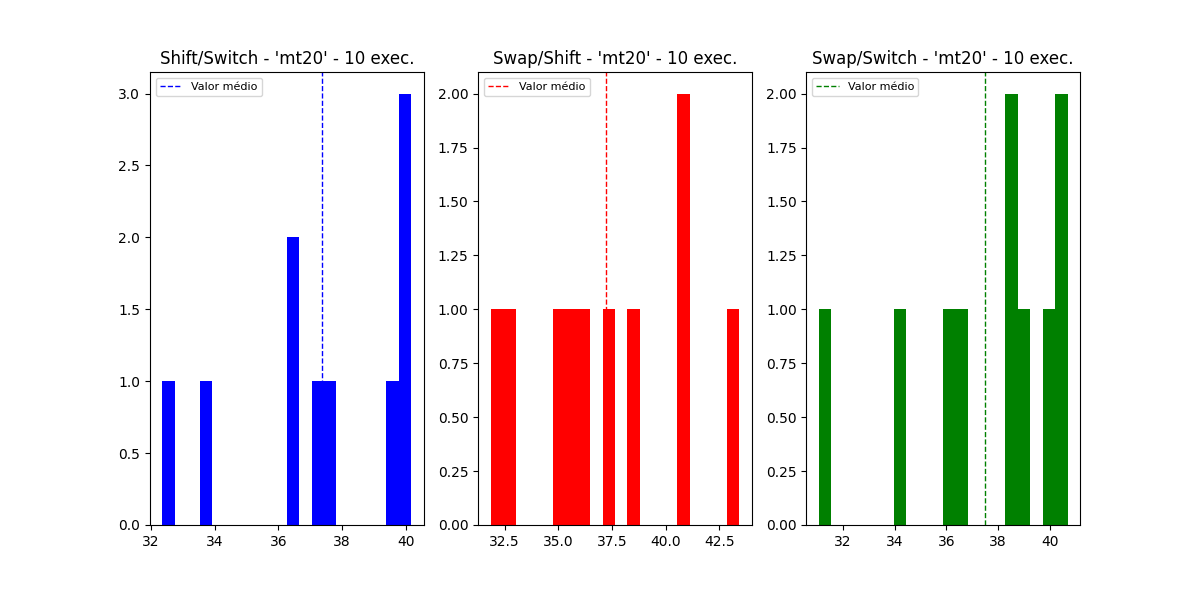 Shift/Switch - 'mt20' - 10 exec.
Valor médio
3.0
2.5
2.0
1.5
1.0
0.5
0.0
32 34 36 38 40
Swap/Shift - 'mt20' - 10 exec.
Valor médio
2.00
1.75
1.50
1.25
1.00
0.75
0.50
0.25
0.00
32.5 35.0 37.5 40.0 42.5
Swap/Switch - 'mt20' - 10 exec.
Valor médio
2.00
1.75
1.50
1.25
1.00
0.75
0.50
0.25
0.00
32 34 36 38 40